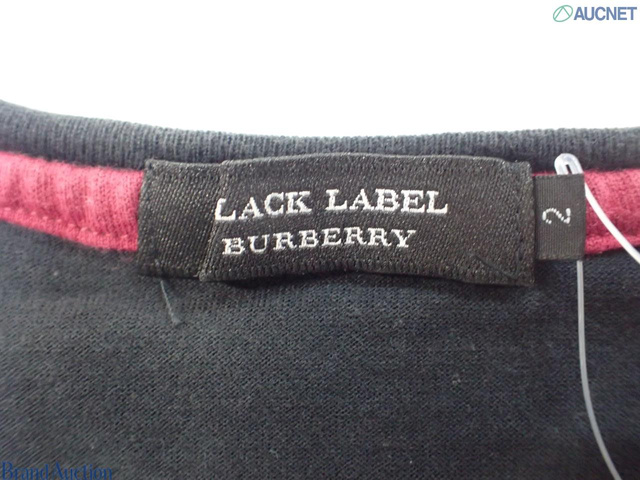 AUCNET
LACK LABEL
BURBERRY
2
Brand Auction